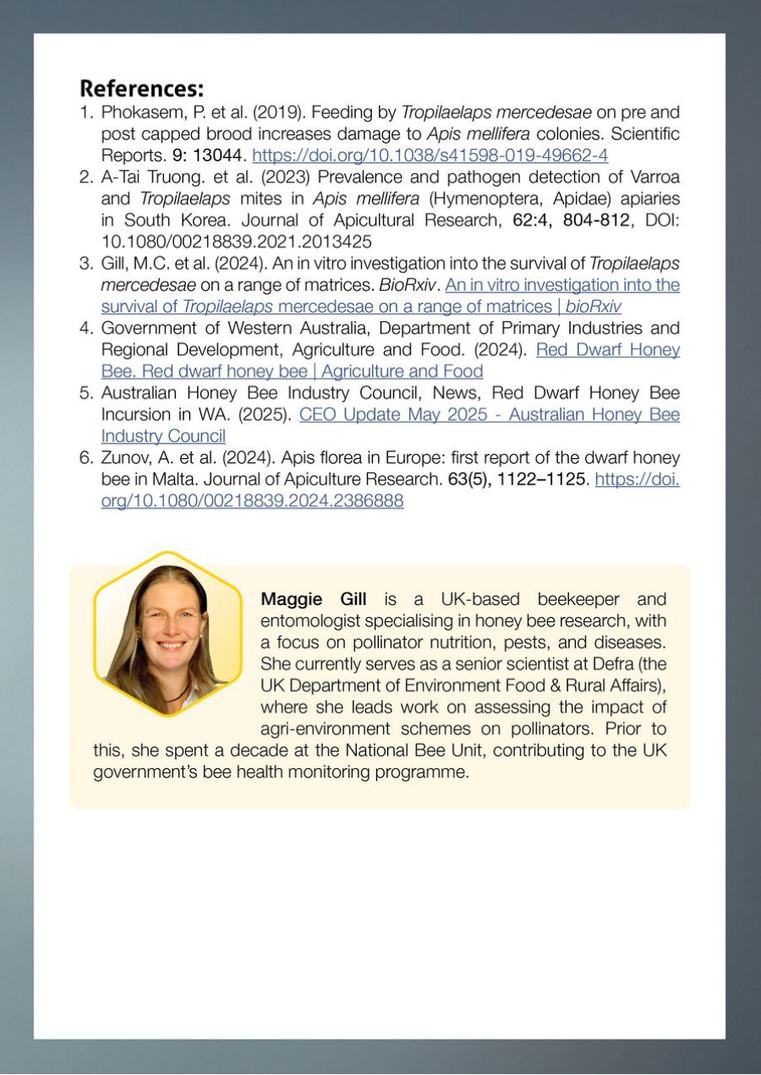 References:
1. Phokasem, P. et al. (2019). Feeding by Tropilaelaps mercedesae on pre and
post capped brood increases damage to Apis mellifera colonies. Scientific
Reports. 9: 13044. https://doi.org/10.1038/s41598-019-49662-4
2. A-Tai Truong. et al. (2023) Prevalence and pathogen detection of Varroa
and Tropilaelaps mites in Apis mellifera (Hymenoptera, Apidae) apiaries
in South Korea. Journal of Apicultural Research, 62:4, 804-812, DOI:
10.1080/00218839.2021.2013425
3. Gill, M.C. et al. (2024). An in vitro investigation into the survival of Tropilaelaps
mercedesae on a range of matrices. BioRxiv. An in vitro investigation into the
survival of Tropilaelaps mercedesae on a range of matrices | bioRxiv
4. Government of Western Australia, Department of Primary Industries and
Regional Development, Agriculture and Food. (2024). Red Dwarf Honey
Bee. Red dwarf honey bee | Agriculture and Food
5. Australian Honey Bee Industry Council, News, Red Dwarf Honey Bee
Incursion in WA. (2025). CEO Update May 2025 - Australian Honey Bee
Industry Council
6. Zunov, A. et al. (2024). Apis florea in Europe: first report of the dwarf honey
bee in Malta. Journal of Apiculture Research. 63(5), 1122–1125. https://doi.
org/10.1080/00218839.2024.2386888
Maggie Gill is a UK-based beekeeper and
entomologist specialising in honey bee research, with
a focus on pollinator nutrition, pests, and diseases.
She currently serves as a senior scientist at Defra (the
UK Department of Environment Food & Rural Affairs),
where she leads work on assessing the impact of
agri-environment schemes on pollinators. Prior to
this, she spent a decade at the National Bee Unit, contributing to the UK
government's bee health monitoring programme.